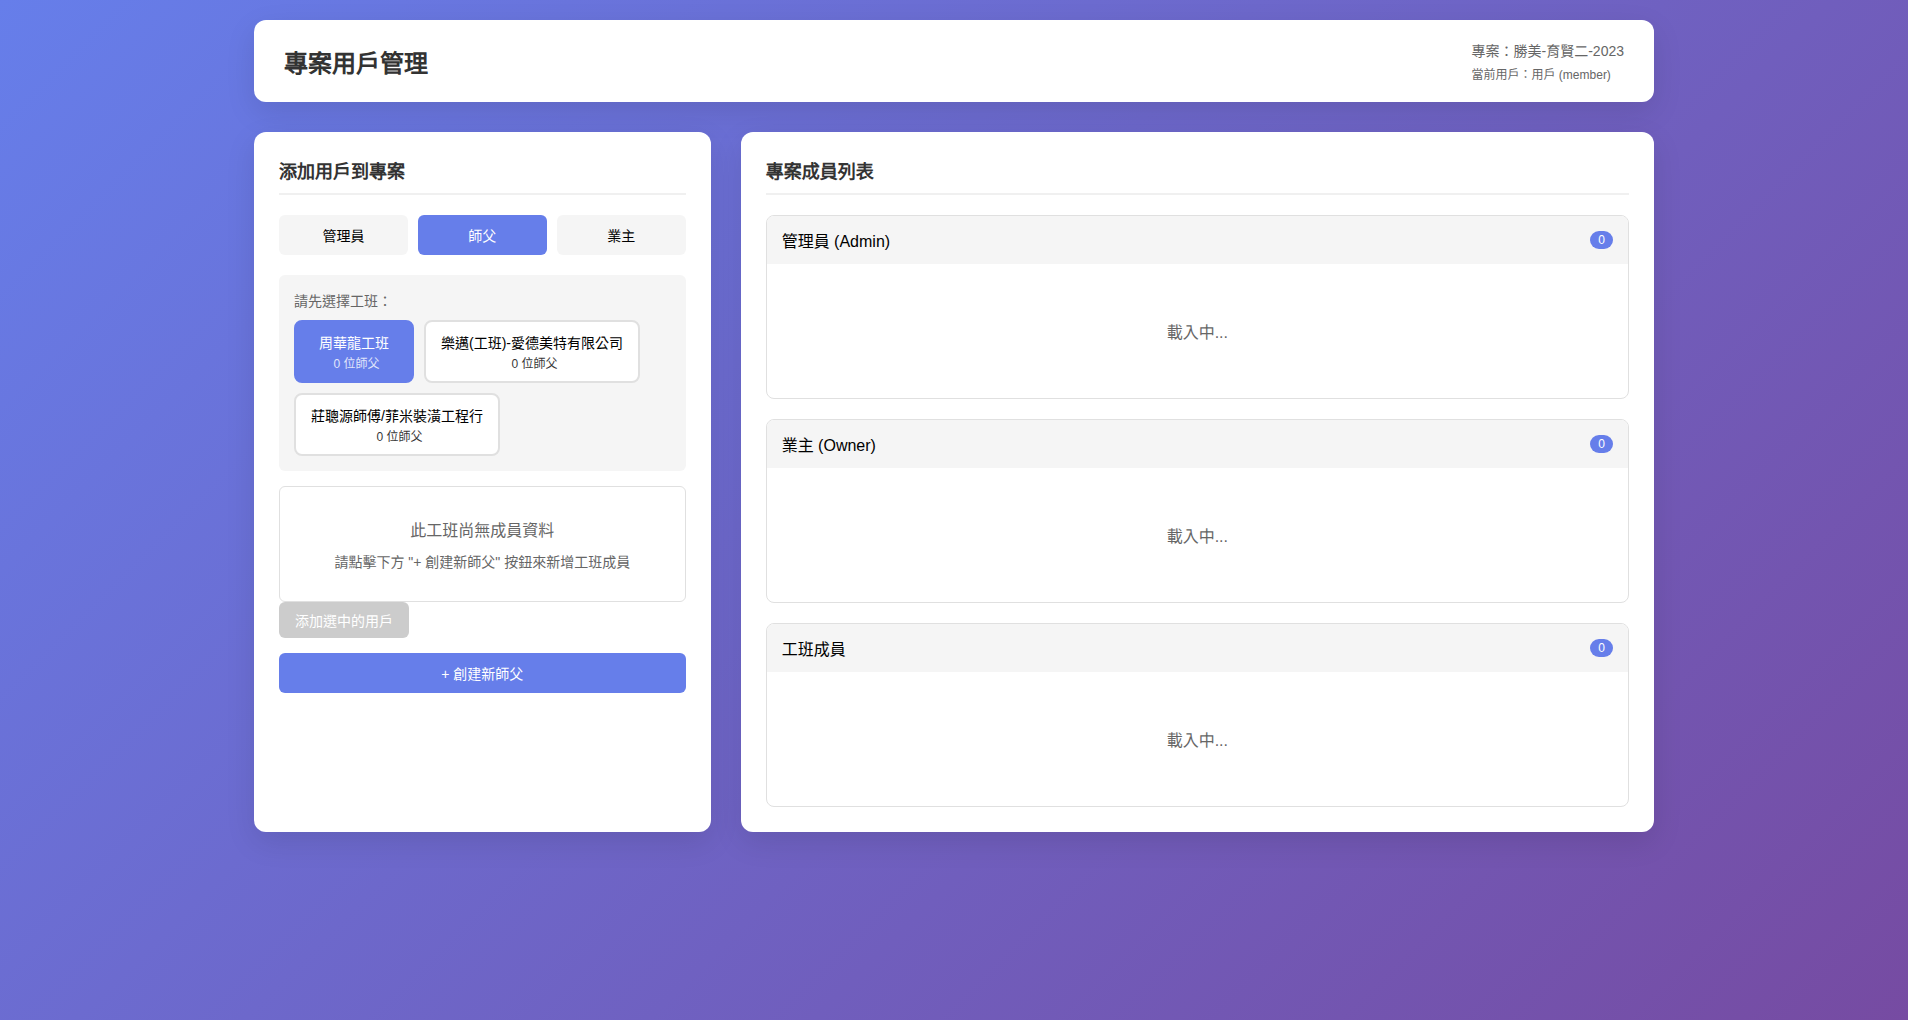 專案用戶管理
專案：勝美-育賢二-2023
當前用戶：用戶 (member)
添加用戶到專案
管理員
師父
業主
請先選擇工班：
周華龍工班
0 位師父
樂邁(工班)-愛德美特有限公司
0 位師父
莊聰源師傅/菲米裝潢工程行
0 位師父
此工班尚無成員資料
請點擊下方 "+ 創建新師父" 按鈕來新增工班成員
添加選中的用戶
+ 創建新師父
專案成員列表
管理員 (Admin)
0
載入中...
業主 (Owner)
0
載入中...
工班成員
0
載入中...